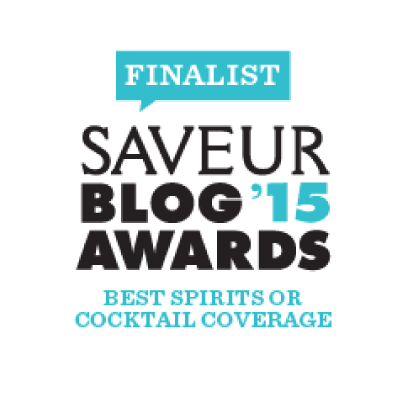 FINALIST
SAVEUR
BLOG '15
AWARDS
BEST SPIRITS OR
COCKTAIL COVERAGE